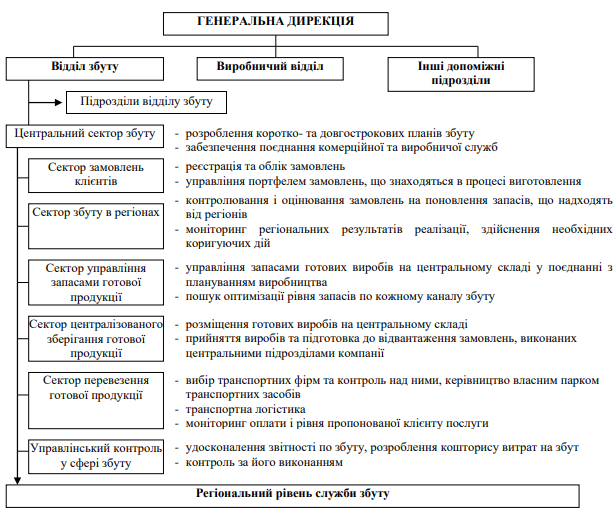 ГЕНЕРАЛЬНА ДИРЕКЦІЯ
Відділ збуту
Виробничий відділ
Інші допоміжні
підрозділи
Підрозділи відділу збуту
Центральний сектор збуту
- розроблення коротко- та довгострокових планів збуту
- забезпечення поєднання комерційної та виробничої служб
Сектор замовлень
клієнтів
- реєстрація та облік замовлень
- управління портфелем замовлень, що знаходяться в процесі виготовлення
Сектор збуту в регіонах
- контролювання і оцінювання замовлень на поновлення запасів, що надходять
від регіонів
- моніторинг регіональних результатів реалізації, здійснення необхідних
коригуючих дій
Сектор управління
запасами готової
продукції
- управління запасами готових виробів на центральному складі у поєднанні з
плануванням виробництва
- пошук оптимізації рівня запасів по кожному каналу збуту
Сектор централізованого
зберігання готової
продукції
- розміщення готових виробів на центральному складі
- прийняття виробів та підготовка до відвантаження замовлень, виконаних
центральними підрозділами компанії
Сектор перевезення
готової продукції
- вибір транспортних фірм та контроль над ними, керівництво власним парком
транспортних засобів
- транспортна логістика
- моніторинг оплати і рівня пропонованої клієнту послуги
Управлінський контроль
у сфері збуту
- удосконалення звітності по збуту, розроблення кошторису витрат на збут
- контроль за його виконанням
Регіональний рівень служби збуту